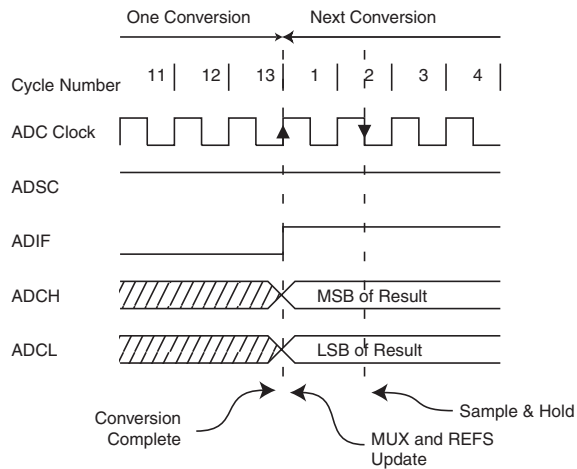 One Conversion Next Conversion
Cycle Number 11 12 13 1 2 3 4
ADC Clock
ADSC
ADIF
ADCH MSB of Result
ADCL LSB of Result
Sample & Hold
Conversion
Complete
MUX and REFS
Update